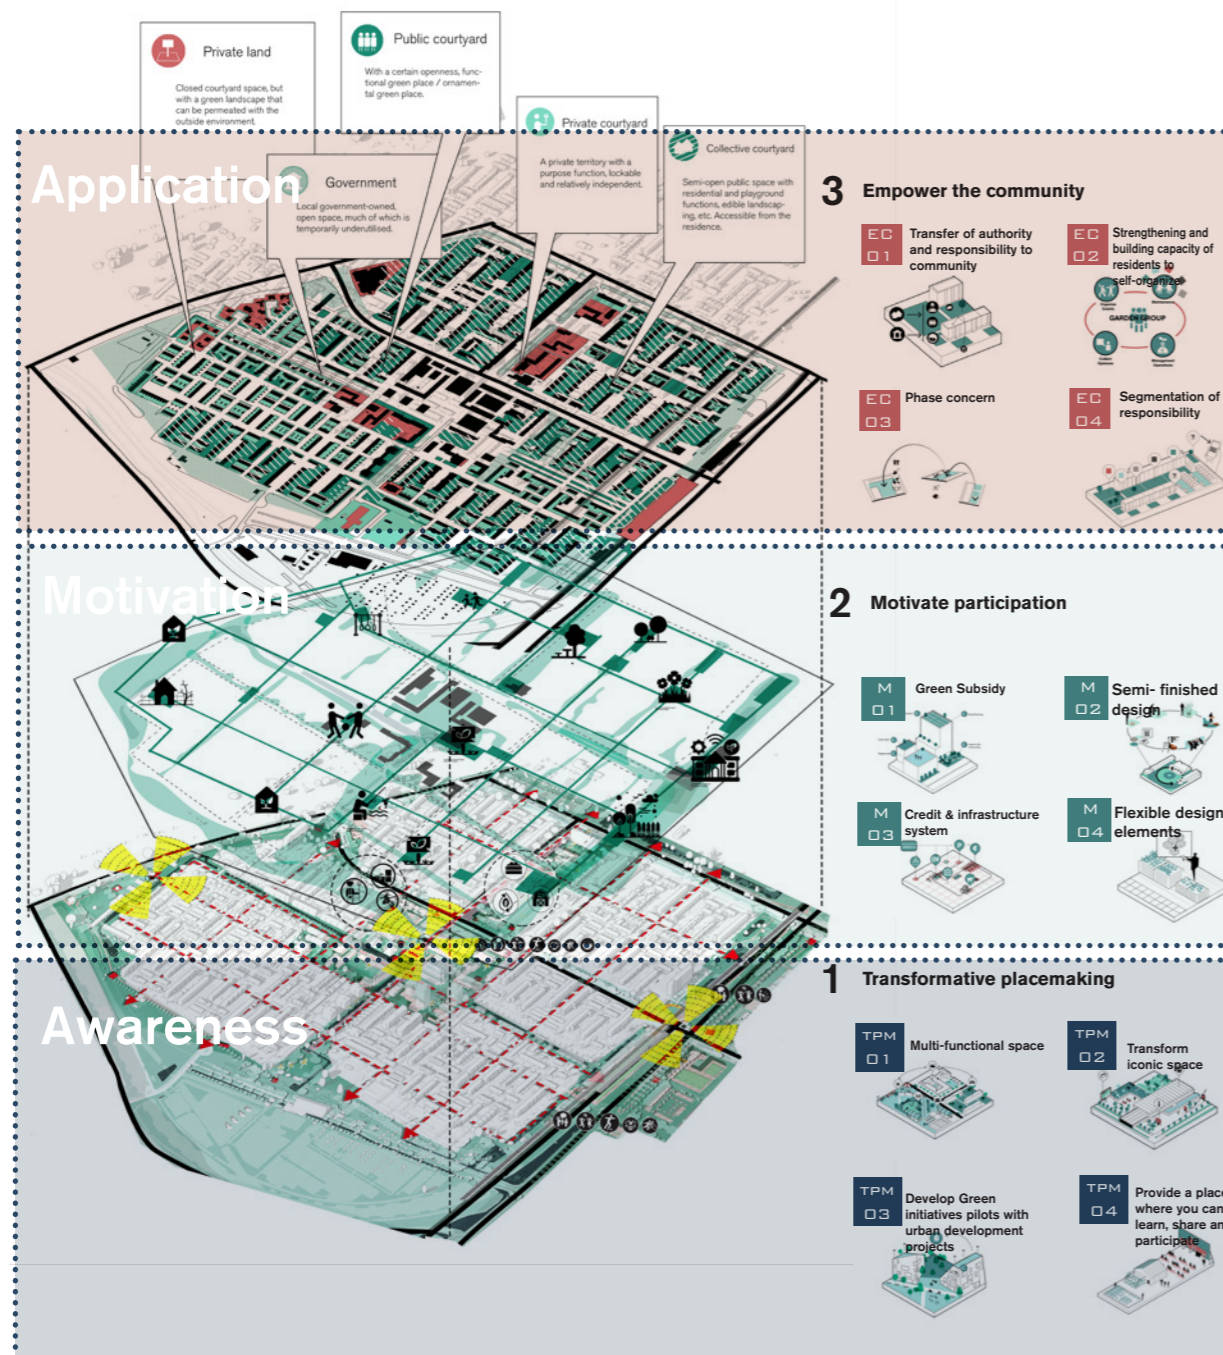 Private land
Closed courtyard space, but
with a green landscape that
can be permeated with the
outside environment.
Public courtyard
With a certain openness, func-
tional green place / ornamen-
tal green place.
Private courtyard
A private territory with a
purpose function, lockable
and relatively independent.
Collective courtyard
Semi-open public space with
residential and playground
functions, edible landscap-
ing, etc. Accessible from the
residence.
Government
Local government-owned,
open space, much of which is
temporarily underutilised.
Application
3 Empower the community
EC
01
Transfer of authority
and responsibility to
community
EC
02
Strengthening and
building capacity of
residents to
self-organize
GARDEN GROUP
EC
03
Phase concern
EC
04
Segmentation of
responsibility
Motivation
2 Motivate participation
M
01
Green Subsidy
M
02
Semi- finished
design
M
03
Credit & infrastructure
system
M
04
Flexible design
elements
Awareness
1 Transformative placemaking
TPM
01
Multi-functional space
TPM
02
Transform
iconic space
TPM
03
Develop Green
initiatives pilots with
urban development
projects
TPM
04
Provide a place
where you can
learn, share an
participate